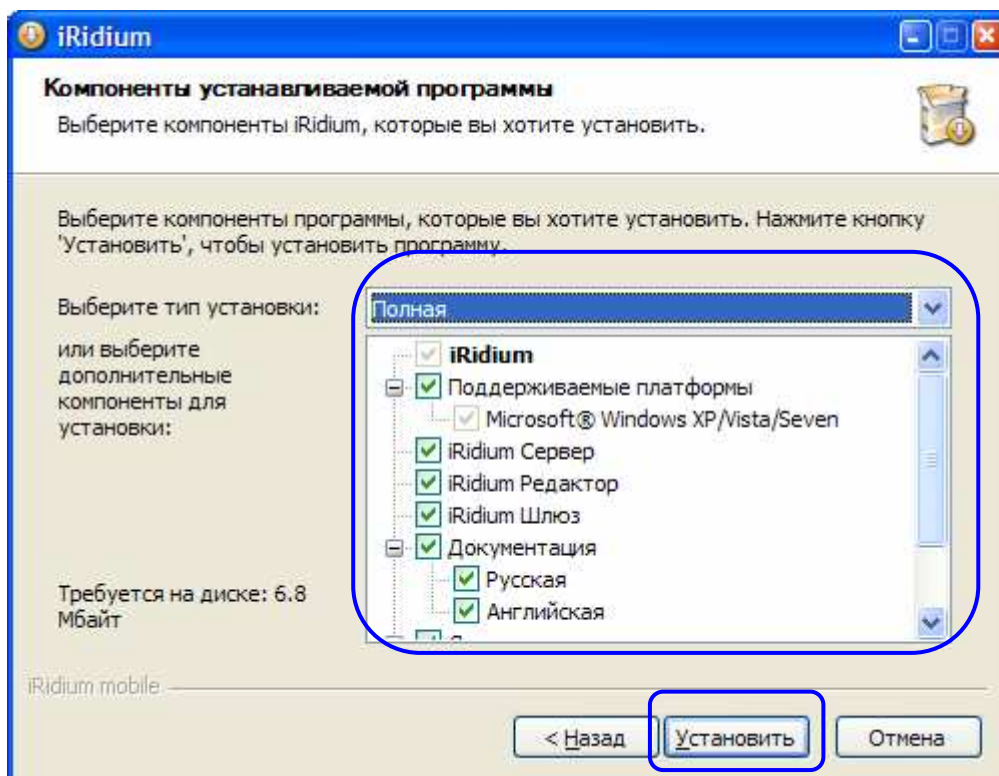 iRidium
Компоненты устанавливаемой программы
Выберите компоненты iRidium, которые вы хотите установить.
Выберите компоненты программы, которые вы хотите установить. Нажмите кнопку
'Установить', чтобы установить программу.
Выберите тип установки:
Полная
или выберите
дополнительные
компоненты для
установки:
iRidium
Поддерживаемые платформы
Microsoft® Windows XP/Vista/Seven
iRidium Сервер
iRidium Редактор
iRidium Шлюз
Документация
Русская
Английская
Требуется на диске: 6.8
Мбайт
iRidium mobile
< Назад
Установить
Отмена